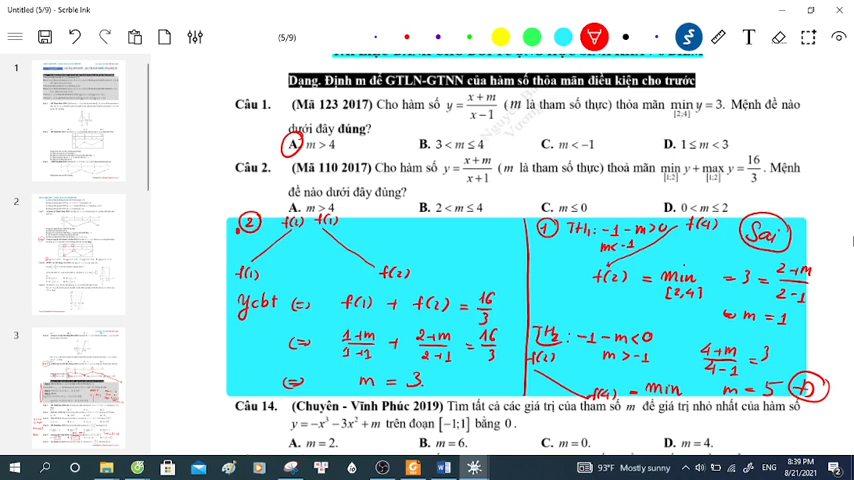 Untitled (5/9) - Scrble Ink
(5/9)
1
2
3
Dạng. Định m để GTLN-GTNN của hàm số thỏa mãn điều kiện cho trước
Câu 1. (Mã 123 2017) Cho hàm số y = (x+m)/(x−1) (m là tham số thực) thỏa mãn min[2;4] y = 3. Mệnh đề nào
dưới đây đúng?
A. m > 4 B. 3 < m ≤ 4 C. m < −1 D. 1 ≤ m < 3
Câu 2. (Mã 110 2017) Cho hàm số y = (x+m)/(x+1) (m là tham số thực) thoả mãn min[1;2] y + max[1;2] y = 16/3. Mệnh
đề nào dưới đây đúng?
A. m > 4 B. 2 < m ≤ 4 C. m ≤ 0 D. 0 < m ≤ 2
2 f(2) f(1)
f(1) f(2)
Ycbt ⇔ f(1) + f(2) = 16/3
⇔ (1+m)/(1+1) + (2+m)/(2+1) = 16/3
⇔ m = 3.
1 TH1: −1−m>0 f(4) Sai
m<-1
f(2) = min[2,4] = 3 = (2+m)/(2−1)
⇔ m = 1
TH2: −1−m<0
m > −1 (4+m)/(4−1) = 3
f(2)
f(4) = min m = 5
Câu 14. (Chuyên - Vĩnh Phúc 2019) Tìm tất cả các giá trị của tham số m để giá trị nhỏ nhất của hàm số
y = −x³ − 3x² + m trên đoạn [−1;1] bằng 0.
A. m = 2. B. m = 6. C. m = 0. D. m = 4.
93°F Mostly sunny
ENG
8:39 PM
8/21/2021